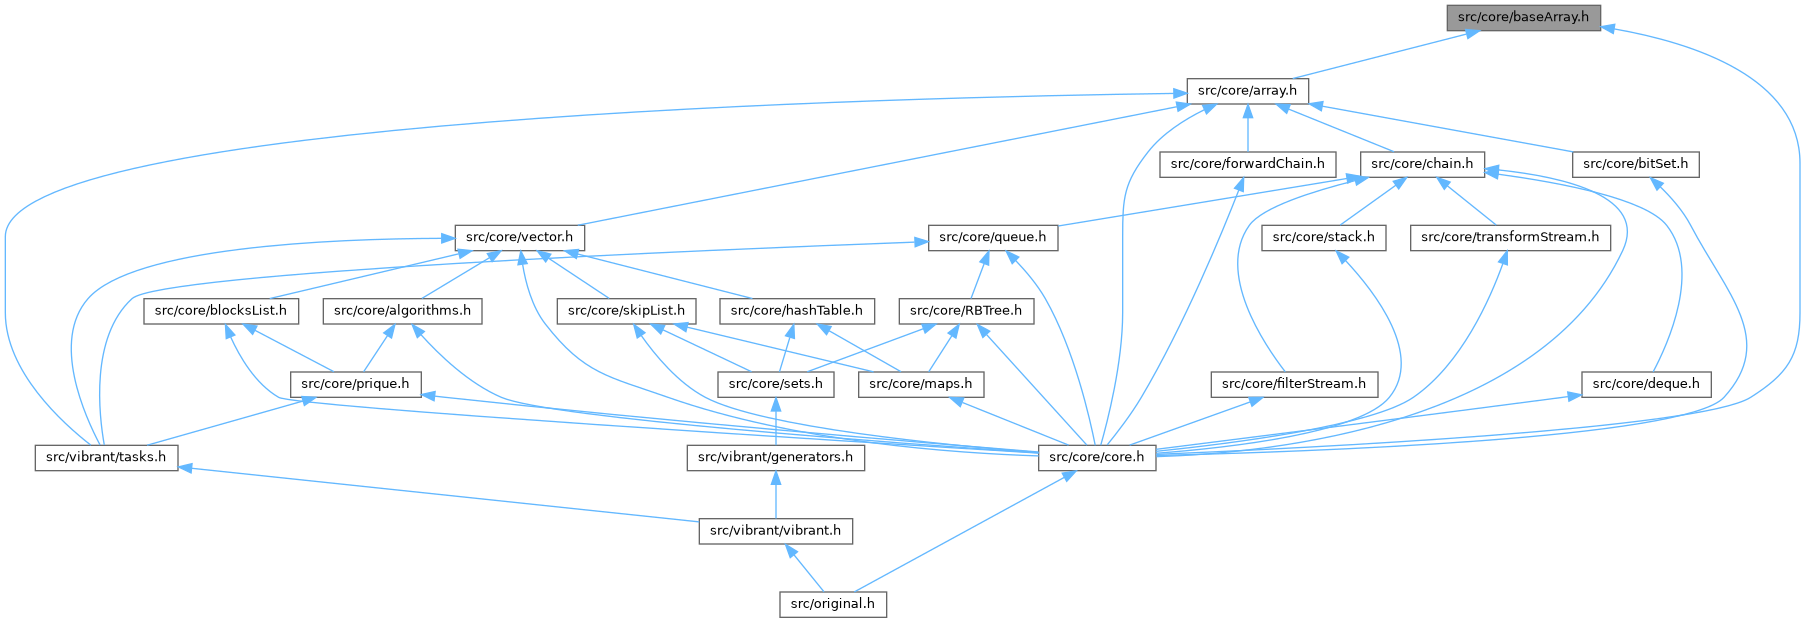 src/core/baseArray.h
src/core/array.h
src/core/forwardChain.h
src/core/chain.h
src/core/bitSet.h
src/core/vector.h
src/core/queue.h
src/core/stack.h
src/core/transformStream.h
src/core/blocksList.h
src/core/algorithms.h
src/core/skipList.h
src/core/hashTable.h
src/core/RBTree.h
src/core/prique.h
src/core/sets.h
src/core/maps.h
src/core/filterStream.h
src/core/deque.h
src/vibrant/tasks.h
src/vibrant/generators.h
src/core/core.h
src/vibrant/vibrant.h
src/original.h